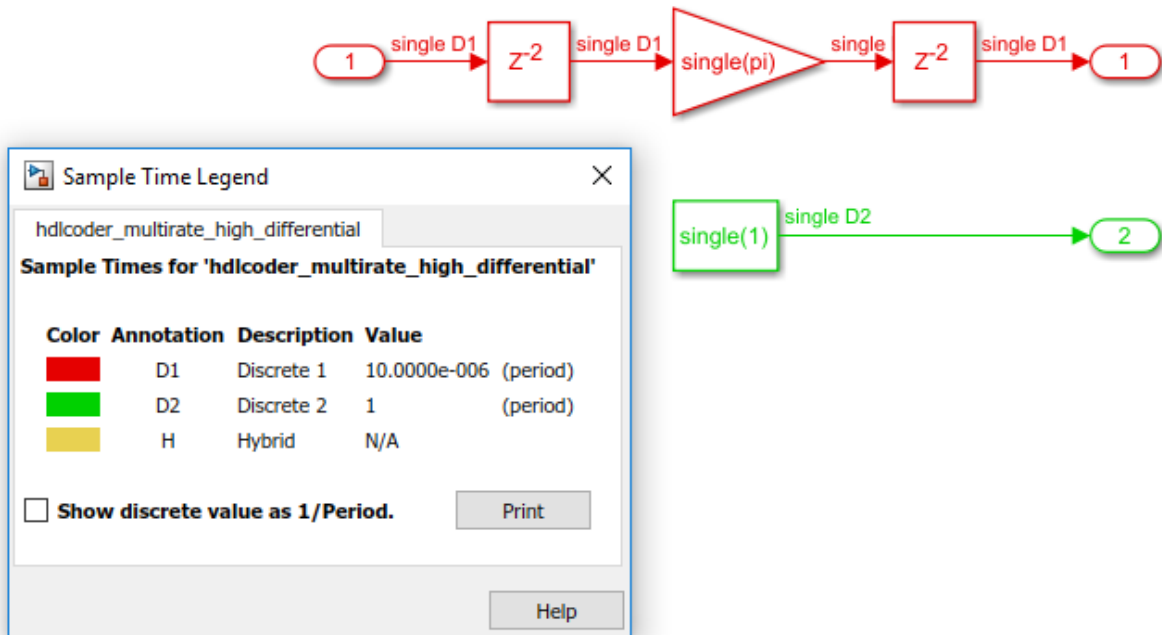 single D1 single D1 single single D1
1 Z-2 single(pi) Z-2 1
Sample Time Legend
hdlcoder_multirate_high_differential
Sample Times for 'hdlcoder_multirate_high_differential'
Color Annotation Description Value
D1 Discrete 1 10.0000e-006 (period)
D2 Discrete 2 1 (period)
H Hybrid N/A
Show discrete value as 1/Period. Print
Help
single D2
single(1) 2